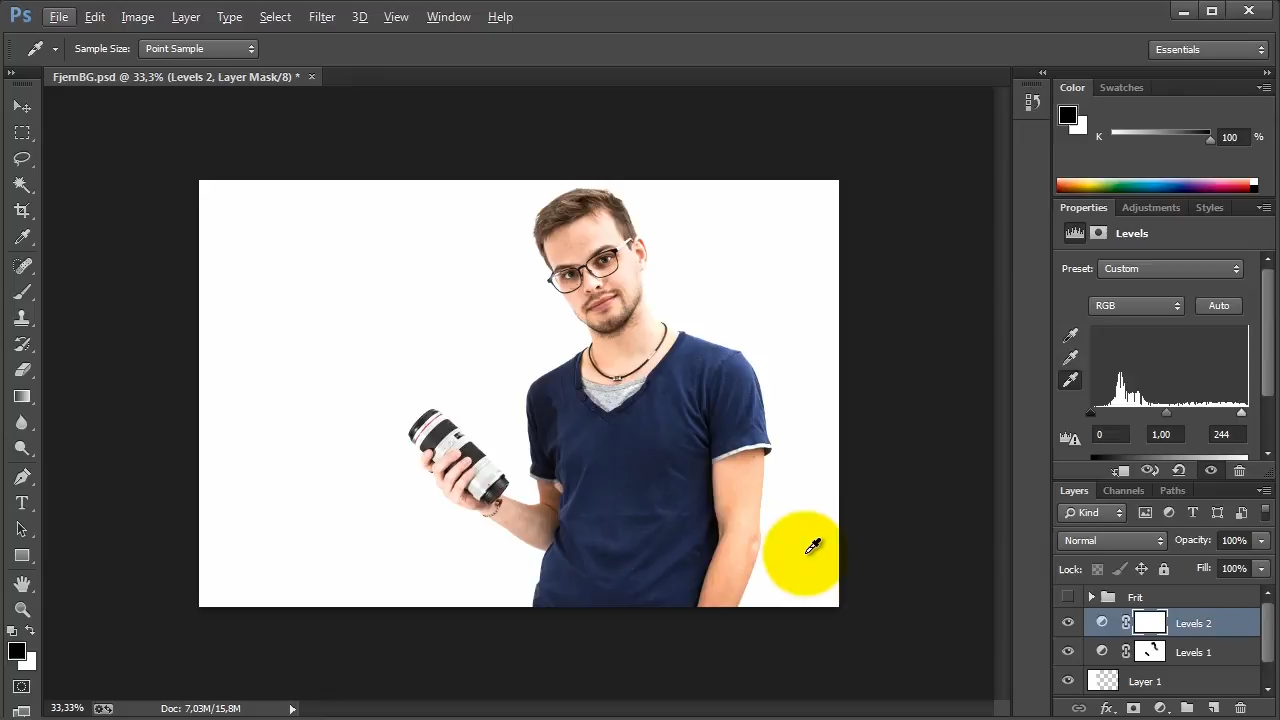 Ps File Edit Image Layer Type Select Filter 3D View Window Help
Sample Size: Point Sample Essentials
FjernBG.psd @ 33,3% (Levels 2, Layer Mask/8) *
Color Swatches
K 100 %
Properties Adjustments Styles
Levels
Preset: Custom
RGB Auto
0 1,00 244
Layers Channels Paths
Kind
Normal Opacity: 100%
Lock: Fill: 100%
Frit
Levels 2
Levels 1
Layer 1
33,33% Doc: 7,03M/15,8M